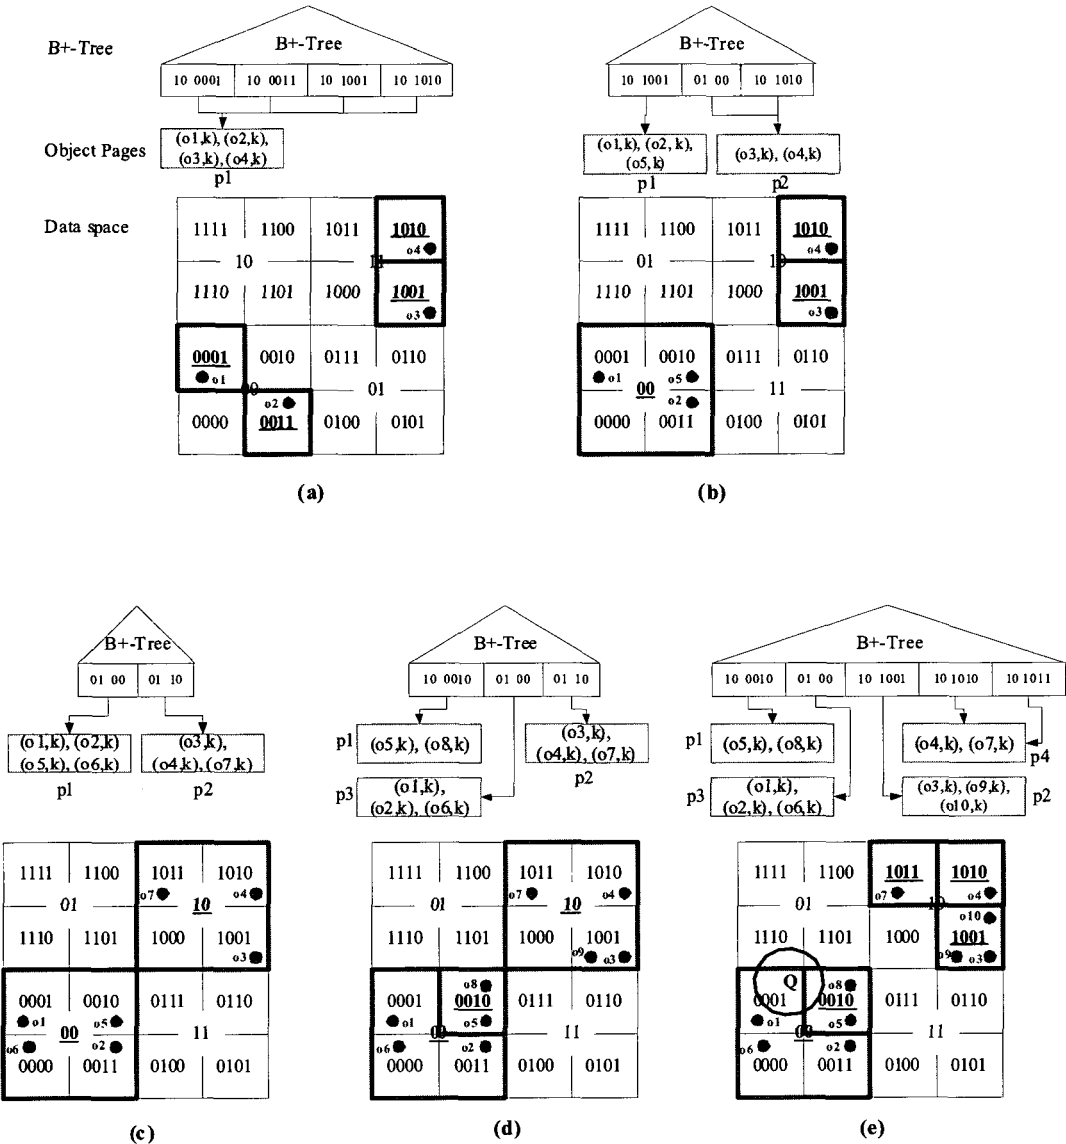 B+-Tree
B+-Tree
10 0001 10 0011 10 1001 10 1010
Object Pages
(o1,k), (o2,k),
(o3,k), (o4,k)
p1
Data space
1111 1100 1011 1010
o4
10 11
1110 1101 1000 1001
o3
0001 0010 0111 0110
o1
00 01
o2
0000 0011 0100 0101
(a)
B+-Tree
10 1001 01 00 10 1010
(o1,k), (o2, k),
(o5,k)
p1
(o3,k), (o4,k)
p2
1111 1100 1011 1010
o4
01 10
1110 1101 1000 1001
o3
0001 0010 0111 0110
o1 o5
00 11
o2
0000 0011 0100 0101
(b)
B+-Tree
01 00 01 10
(o1,k), (o2,k)
(o5,k), (o6,k)
p1
(o3,k),
(o4,k), (o7,k)
p2
1111 1100 1011 1010
o7 o4
01 10
1110 1101 1000 1001
o3
0001 0010 0111 0110
o1 o5
00 11
o6 o2
0000 0011 0100 0101
(c)
B+-Tree
10 0010 01 00 01 10
p1 (o5,k), (o8,k)
(o3,k),
(o4,k), (o7,k)
p2
p3 (o1,k),
(o2,k), (o6,k)
1111 1100 1011 1010
o7 o4
01 10
1110 1101 1000 1001
o9 o3
o8
0001 0010 0111 0110
o1 o5
00 11
o6 o2
0000 0011 0100 0101
(d)
B+-Tree
10 0010 01 00 10 1001 10 1010 10 1011
p1 (o5,k), (o8,k)
(o4,k), (o7,k) p4
p3 (o1,k),
(o2,k), (o6,k)
(o3,k), (o9,k),
(o10,k)
p2
1111 1100 1011 1010
o7 o4
01 10
o10
1110 1101 1000 1001
o9 o3
Q o8
0001 0010 0111 0110
o1 o5
00 11
o6 o2
0000 0011 0100 0101
(e)